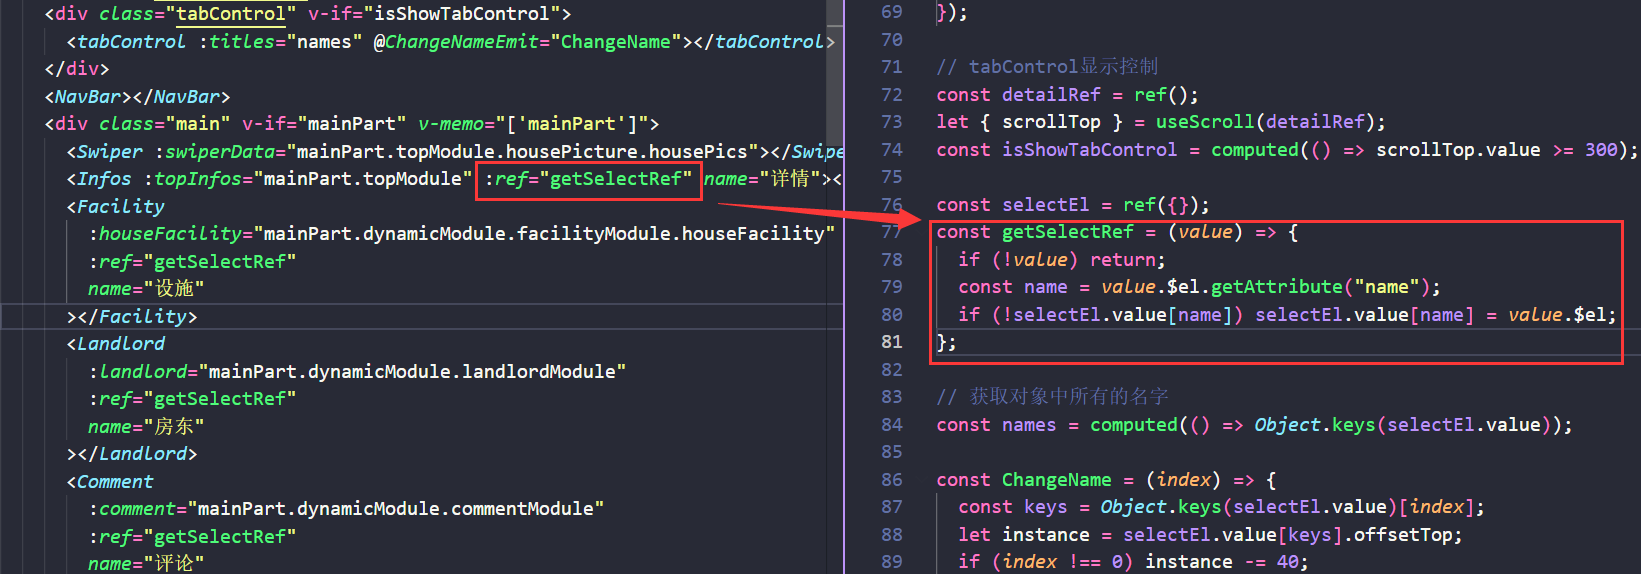 <div class="tabControl" v-if="isShowTabControl">
<tabControl :titles="names" @ChangeNameEmit="ChangeName"></tabControl>
</div>
<NavBar></NavBar>
<div class="main" v-if="mainPart" v-memo="['mainPart']">
<Swiper :swiperData="mainPart.topModule.housePicture.housePics"></Swipe
<Infos :topInfos="mainPart.topModule" :ref="getSelectRef" name="详情"><
<Facility
:houseFacility="mainPart.dynamicModule.facilityModule.houseFacility"
:ref="getSelectRef"
name="设施"
></Facility>
<Landlord
:landlord="mainPart.dynamicModule.landlordModule"
:ref="getSelectRef"
name="房东"
></Landlord>
<Comment
:comment="mainPart.dynamicModule.commentModule"
:ref="getSelectRef"
name="评论"
69 });
70
71 // tabControl显示控制
72 const detailRef = ref();
73 let { scrollTop } = useScroll(detailRef);
74 const isShowTabControl = computed(() => scrollTop.value >= 300);
75
76 const selectEl = ref({});
77 const getSelectRef = (value) => {
78 if (!value) return;
79 const name = value.$el.getAttribute("name");
80 if (!selectEl.value[name]) selectEl.value[name] = value.$el;
81 };
82
83 // 获取对象中所有的名字
84 const names = computed(() => Object.keys(selectEl.value));
85
86 const ChangeName = (index) => {
87 const keys = Object.keys(selectEl.value)[index];
88 let instance = selectEl.value[keys].offsetTop;
89 if (index !== 0) instance -= 40;